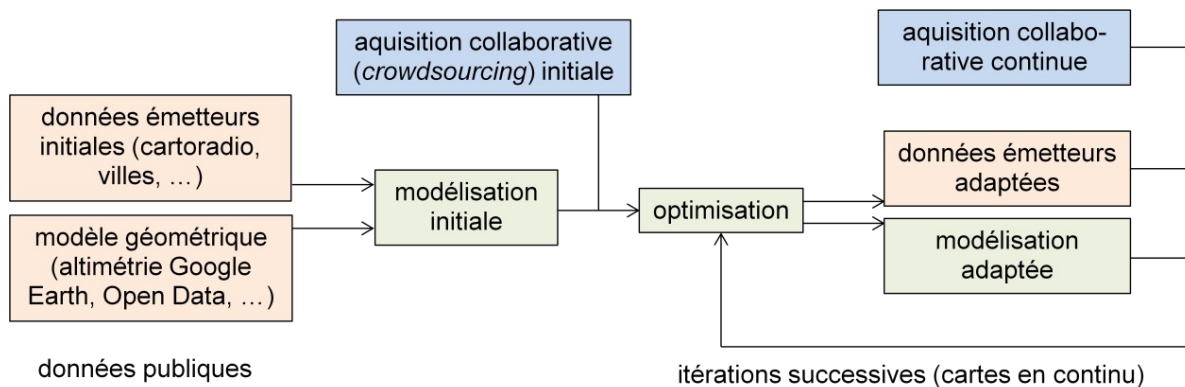 aquisition collaborative
(crowdsourcing) initiale
aquisition collabo-
rative continue
données émetteurs
initiales (cartoradio,
villes, …)
modèle géométrique
(altimétrie Google
Earth, Open Data, …)
modélisation
initiale
optimisation
données émetteurs
adaptées
modélisation
adaptée
données publiques
itérations successives (cartes en continu)